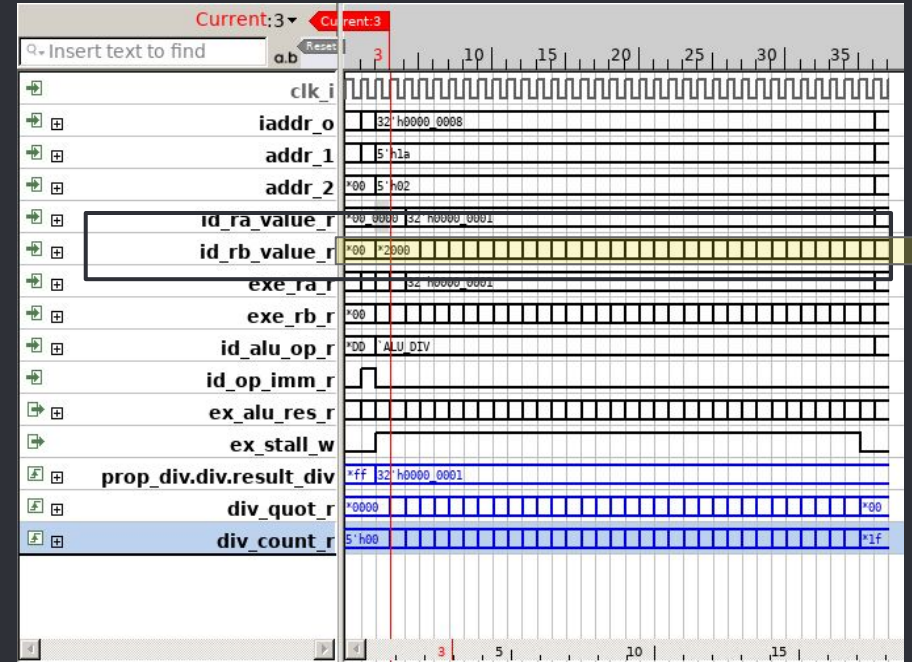 Current:3 Current:3
Insert text to find a.b Reset 3 10 15 20 25 30 35
clk_i
iaddr_o 32'h0000_0008
addr_1 5'h1a
addr_2 *00 5'h02
id_ra_value_r *00_0000 32'h0000_0001
id_rb_value_r *00 *2000
exe_ra_r 32'h0000_0001
exe_rb_r *00
id_alu_op_r *DD `ALU_DIV
id_op_imm_r
ex_alu_res_r
ex_stall_w
prop_div.div.result_div *ff 32'h0000_0001
div_quot_r *0000 *00
div_count_r 5'h00 *1f
3 5 10 15